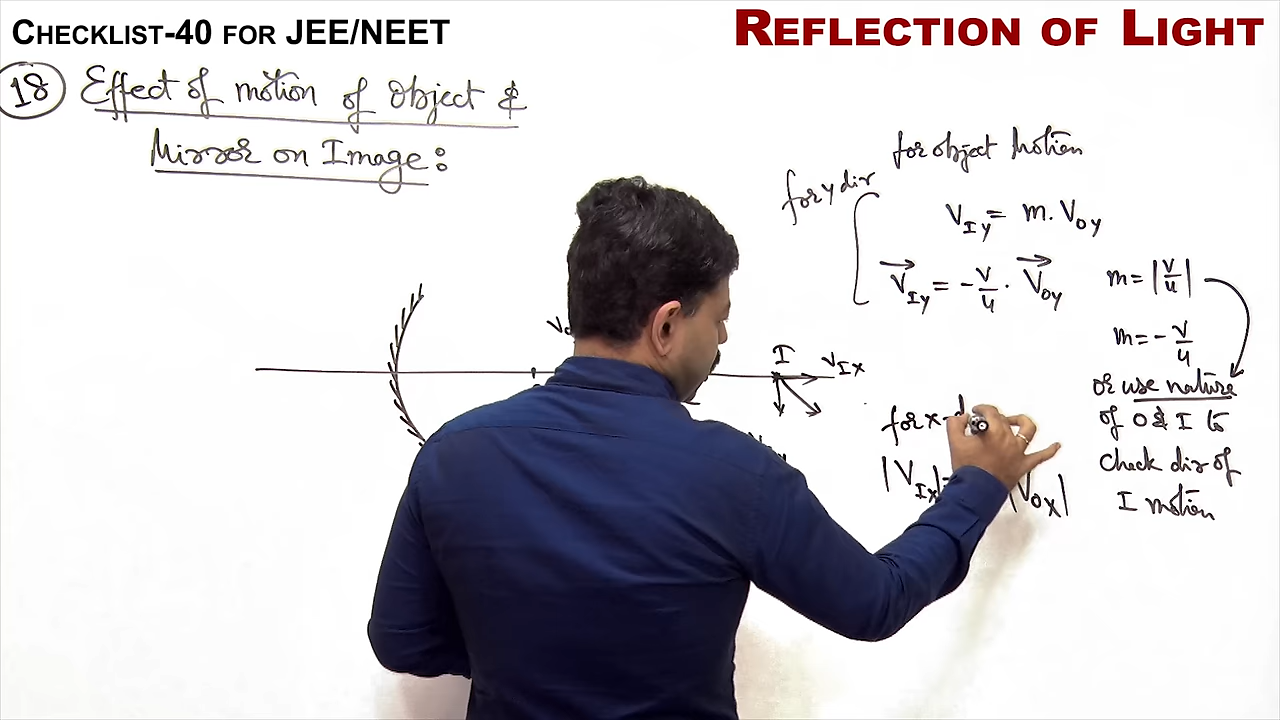 CHECKLIST-40 FOR JEE/NEET
REFLECTION OF LIGHT
18 Effect of motion of object &
Mirror on Image:
for object Motion
for y dir
V_Iy = m. V_oy
V_Iy = - v/u . V_oy
m = |v/u|
m = - v/u
or use nature
of O & I to
check dir of
I motion
I
V_Ix
for x-d
|V_Ix| =
|V_ox|